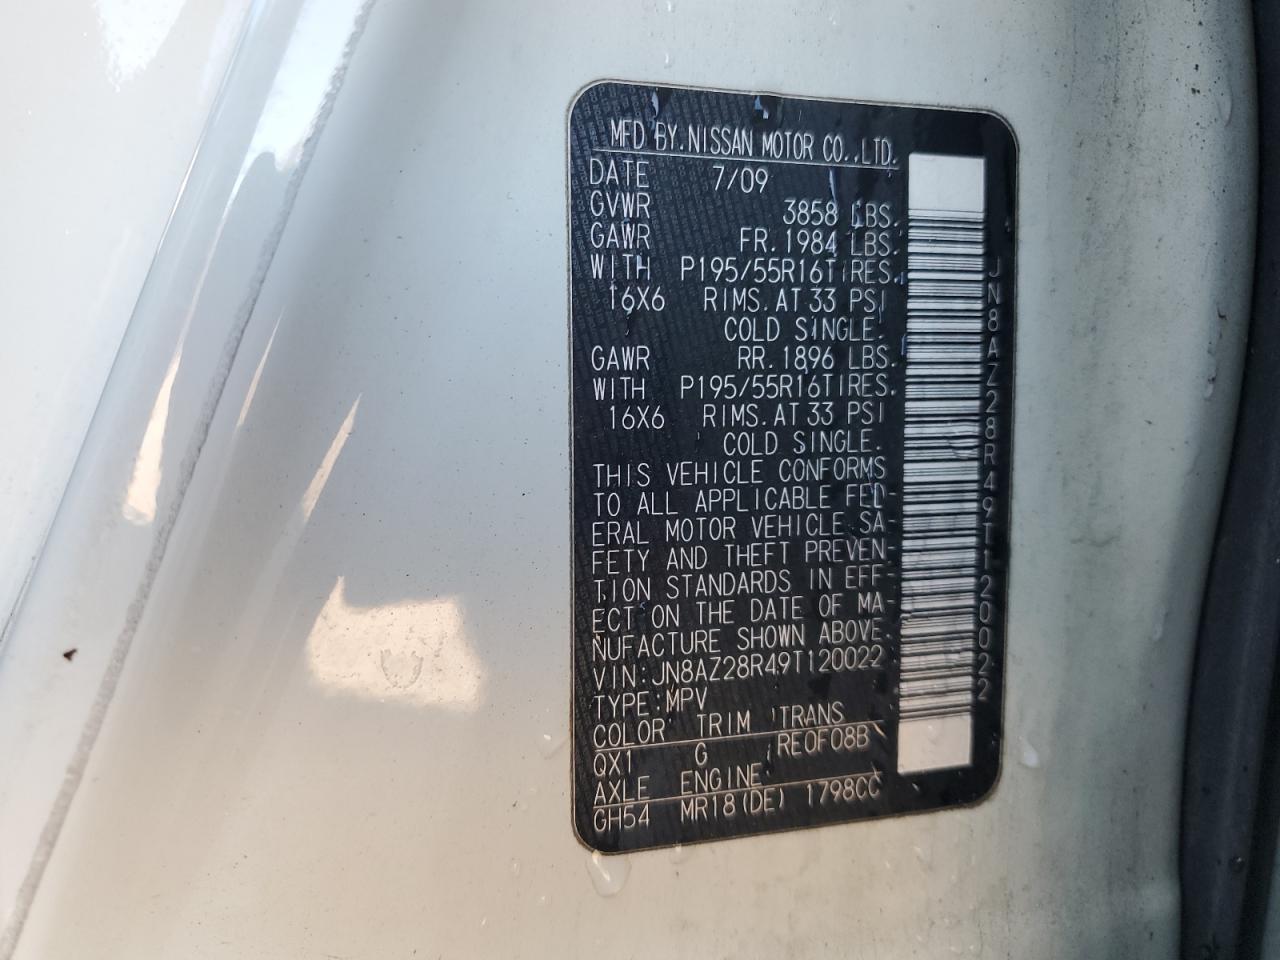 MFD BY. NISSAN MOTOR CO., LTD.
DATE 7/09
GVWR 3858 LBS.
GAWR FR. 1984 LBS.
WITH P195/55R16TIRES.
16X6 RIMS. AT 33 PSI
COLD SINGLE.
GAWR RR. 1896 LBS.
WITH P195/55R16TIRES.
16X6 RIMS. AT 33 PSI
COLD SINGLE.
THIS VEHICLE CONFORMS
TO ALL APPLICABLE FED-
ERAL MOTOR VEHICLE SA-
FETY AND THEFT PREVEN-
TION STANDARDS IN EFF-
ECT ON THE DATE OF MA-
NUFACTURE SHOWN ABOVE.
VIN:JN8AZ28R49T120022
TYPE:MPV
COLOR TRIM TRANS
QX1 G RE0F08B
AXLE ENGINE
GH54 MR18(DE) 1798CC
JN8AZ28R49T120022